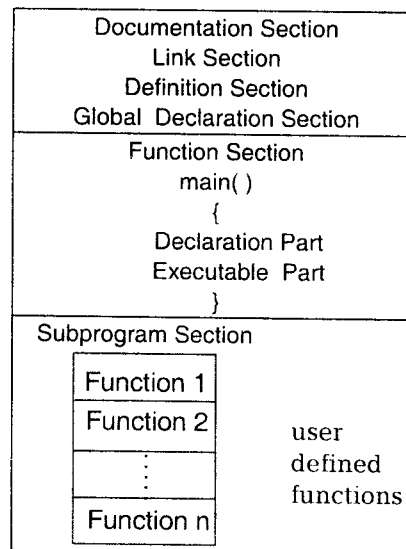 Documentation Section
Link Section
Definition Section
Global Declaration Section
Function Section
main( )
{
Declaration Part
Executable Part
}
Subprogram Section
Function 1
Function 2
⋮
Function n
user
defined
functions